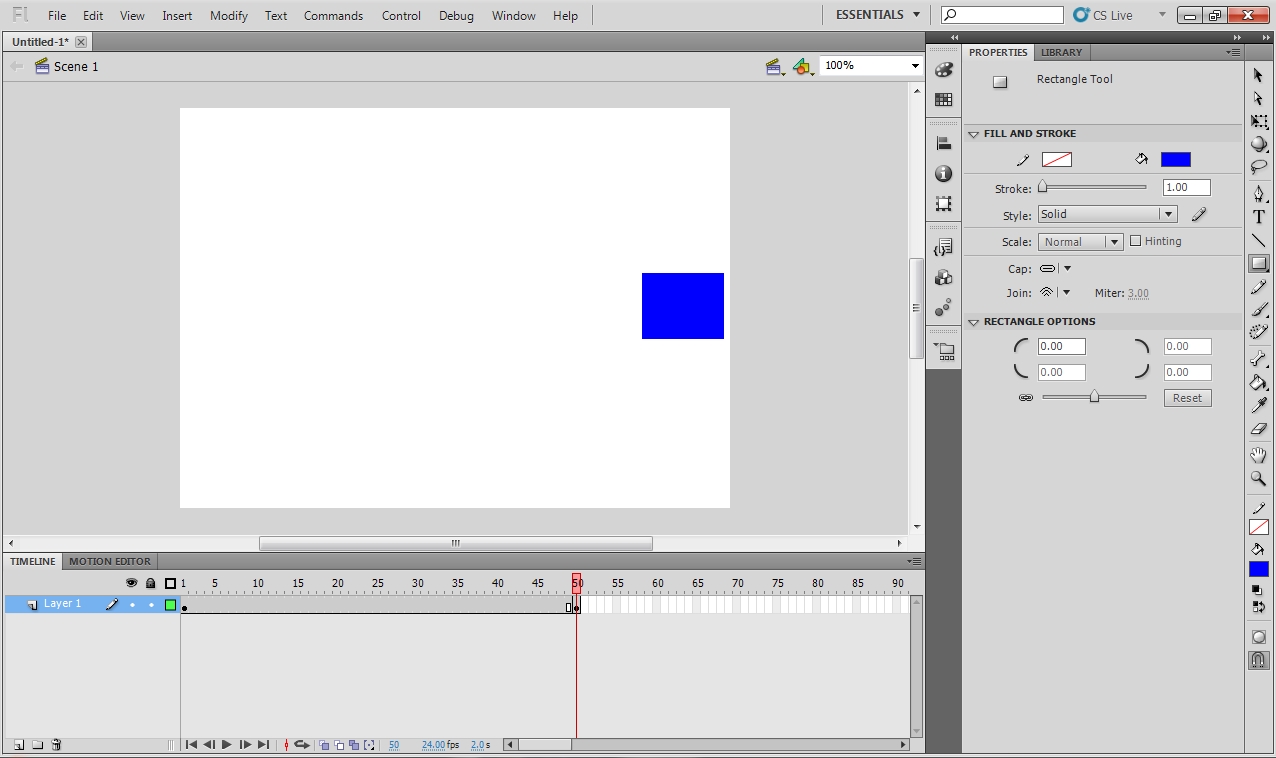 Fl File Edit View Insert Modify Text Commands Control Debug Window Help ESSENTIALS CS Live
Untitled-1*
Scene 1 100%
PROPERTIES LIBRARY
Rectangle Tool
FILL AND STROKE
Stroke: 1.00
Style: Solid
Scale: Normal Hinting
Cap:
Join: Miter: 3.00
RECTANGLE OPTIONS
0.00 0.00
0.00 0.00
Reset
T
TIMELINE MOTION EDITOR
1 5 10 15 20 25 30 35 40 45 50 55 60 65 70 75 80 85 90
Layer 1
50 24.00 fps 2.0 s